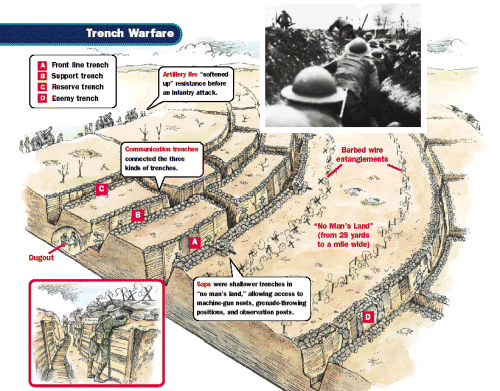 Trench Warfare
A Front line trench
B Support trench
C Reserve trench
D Enemy trench
Artillery fire "softened
up" resistance before
an infantry attack.
Communication trenches
connected the three
kinds of trenches.
Barbed wire
entanglements
C
B
A
"No Man's Land"
(from 25 yards
to a mile wide)
Dugout
Saps were shallower trenches in
"no man's land," allowing access to
machine-gun nests, grenade-throwing
positions, and observation posts.
D